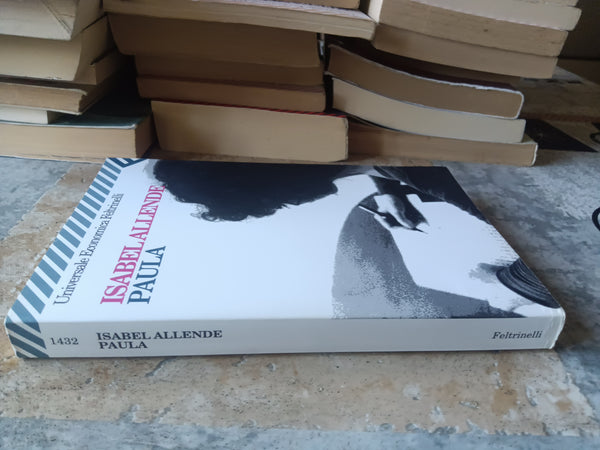 Universale Economica Feltrinelli
ISABEL ALLENDE
PAULA
1432
ISABEL ALLENDE
PAULA
Feltrinelli